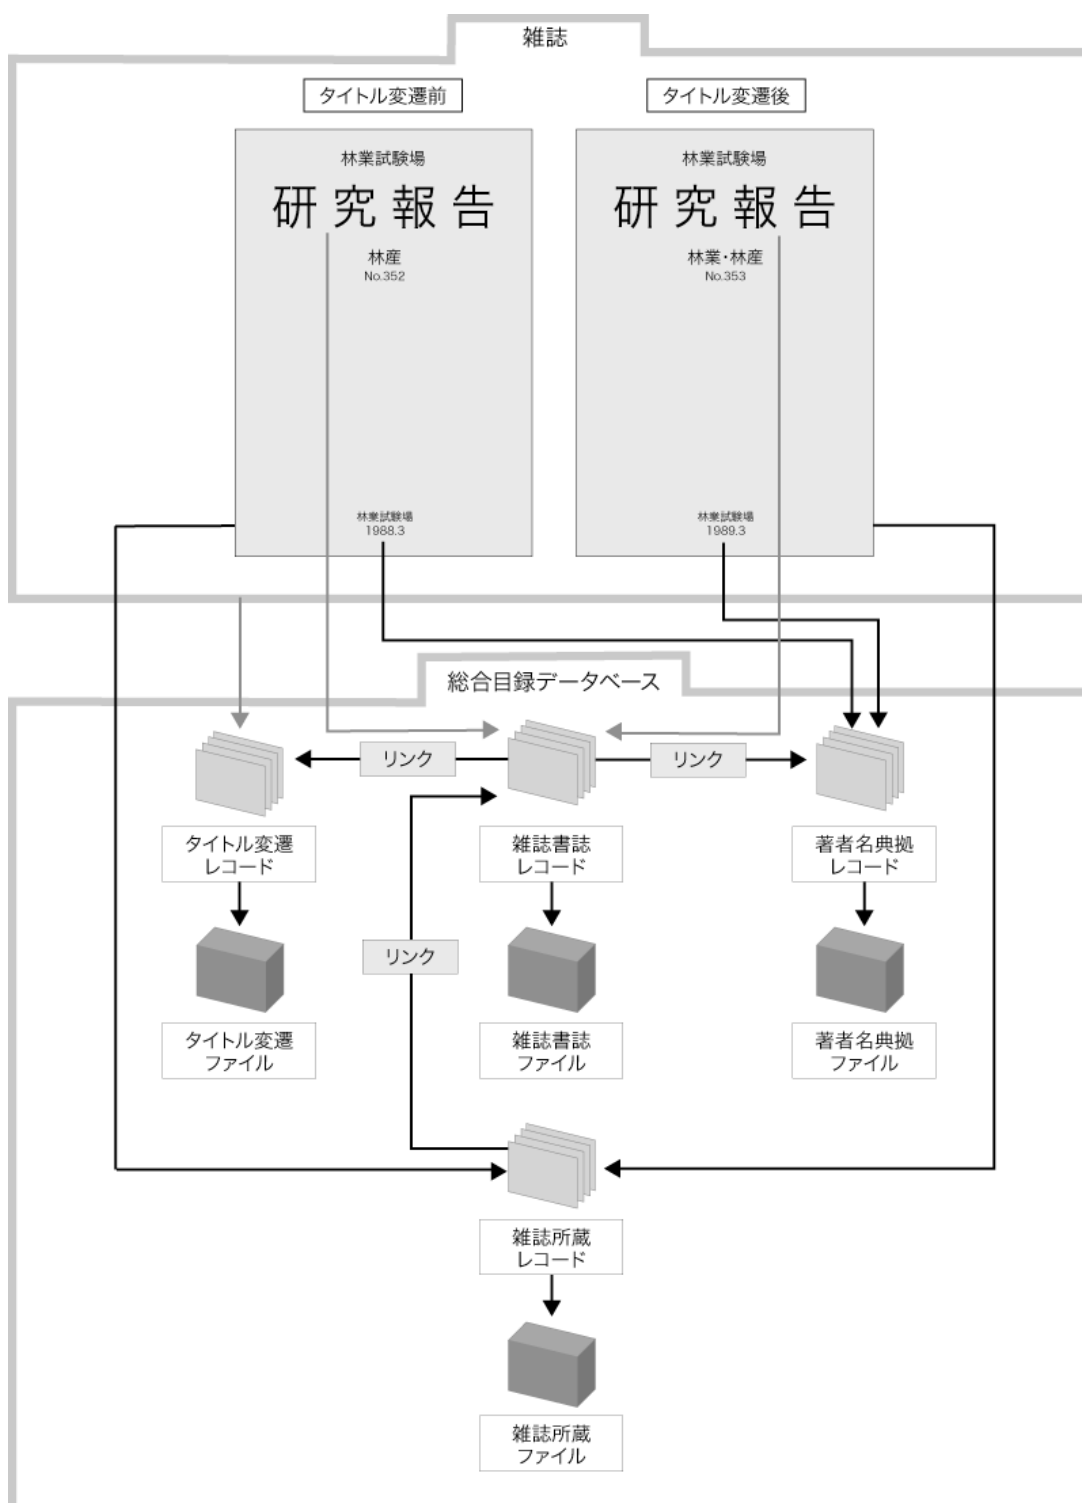 雑誌
タイトル変遷前
タイトル変遷後
林業試験場
研究報告
林産
No.352
林業試験場
1988.3
林業試験場
研究報告
林業・林産
No.353
林業試験場
1989.3
総合目録データベース
リンク
リンク
タイトル変遷
レコード
雑誌書誌
レコード
著者名典拠
レコード
リンク
タイトル変遷
ファイル
雑誌書誌
ファイル
著者名典拠
ファイル
雑誌所蔵
レコード
雑誌所蔵
ファイル